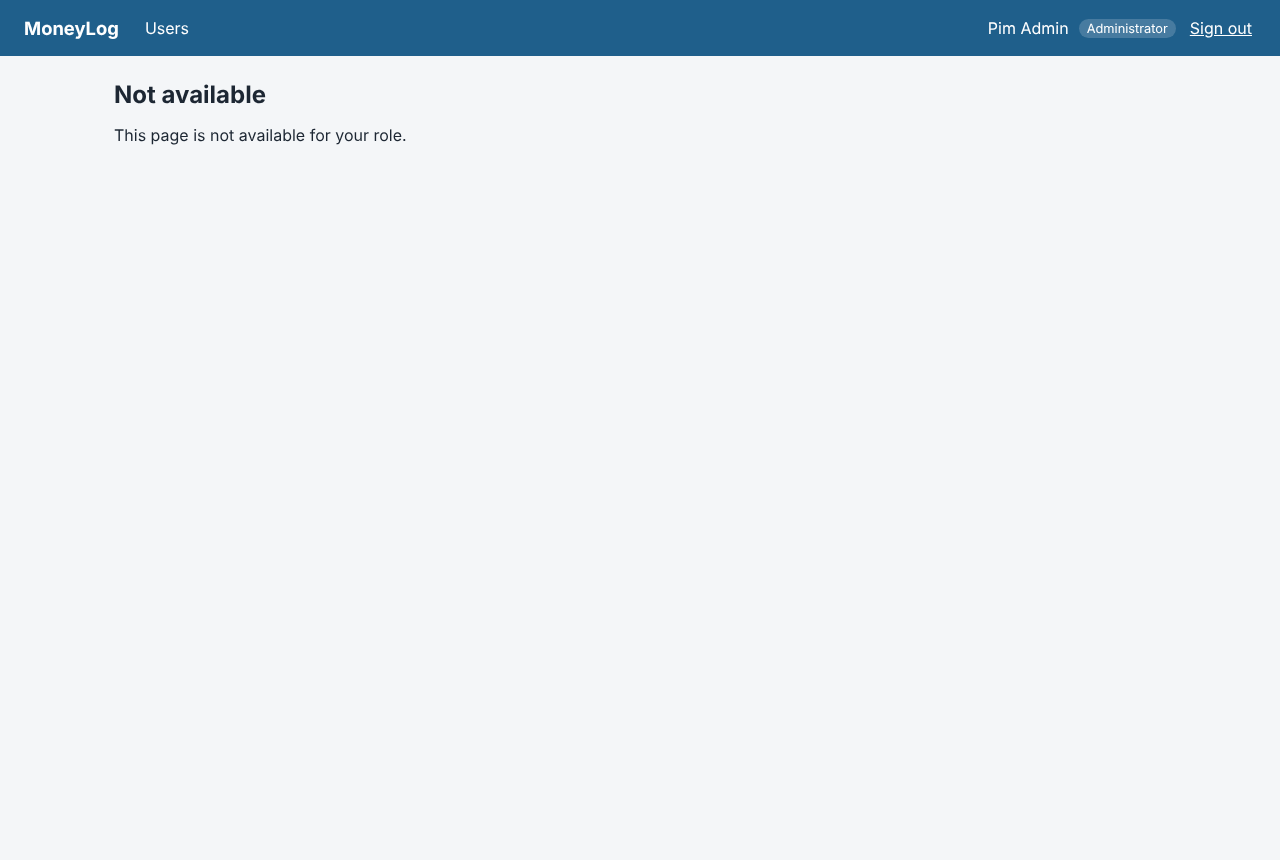 MoneyLog Users Pim Admin Administrator Sign out
Not available
This page is not available for your role.